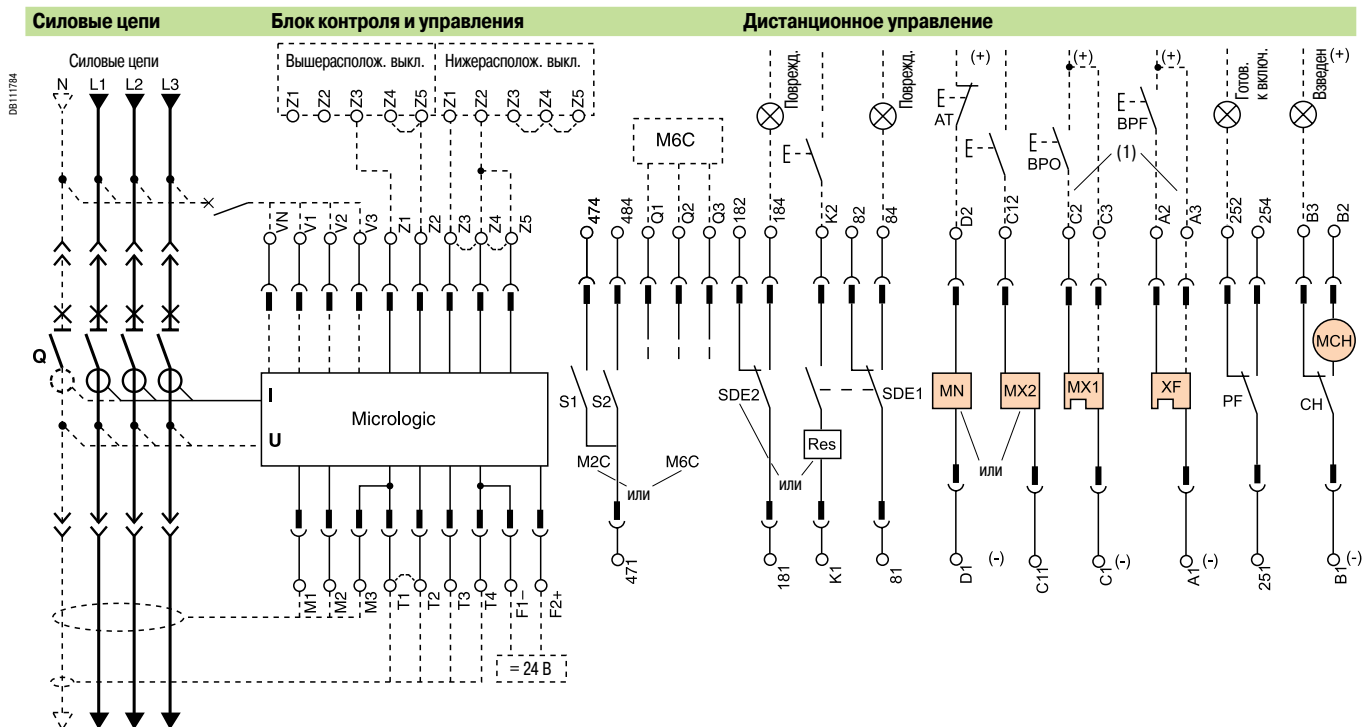 Силовые цепи
Блок контроля и управления
Дистанционное управление
DB111784
Силовые цепи
N L1 L2 L3
Вышерасполож. выкл. Нижерасполож. выкл.
Z1 Z2 Z3 Z4 Z5 Z1 Z2 Z3 Z4 Z5
M6C
Поврежд.
Поврежд.
(+)
(+)
(+)
Готов. к включ.
Взведен (+)
E AT
E
E
E BPO
E BPF
(1)
VN V1 V2 V3 Z1 Z2 Z3 Z4 Z5
474 484 Q1 Q2 Q3 182 184 K2 82 84 D2 C12 C2 C3 A2 A3 252 254 B3 B2
Q
I
U
Micrologic
S1 S2
SDE2
SDE1
Res
MN
MX2
MX1
XF
PF
CH
MCH
M2C
M6C
или
или
или
M1 M2 M3 T1 T2 T3 T4 F1– F2+
471
181 K1 81
D1 (-)
C11
C1 (-)
A1 (-)
251
B1 (-)
= 24 В